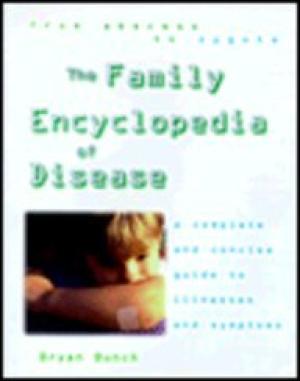 from abscess to zygote
The Family
Encyclopedia
of
Disease
a complete
and concise
guide to
illnesses
and symptoms
Bryan Bunch